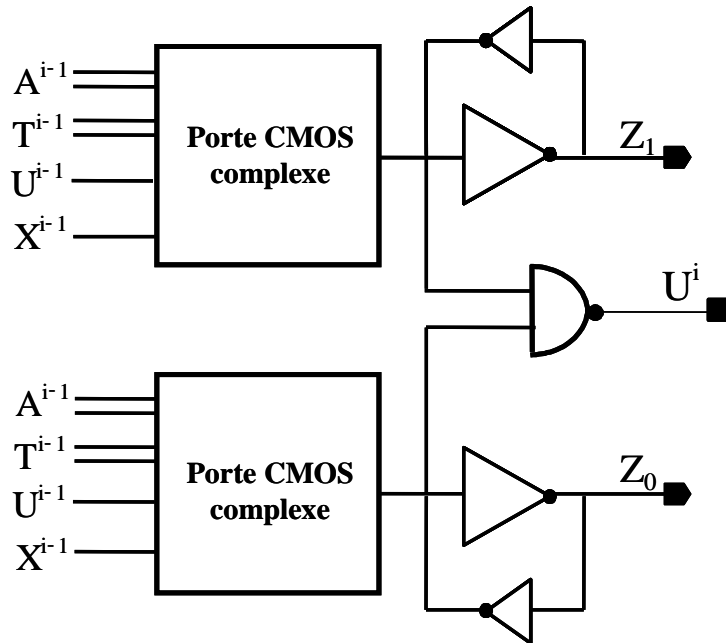 A^{i-1}
T^{i-1}
U^{i-1}
X^{i-1}
Porte CMOS
complexe
Z_1
U^i
A^{i-1}
T^{i-1}
U^{i-1}
X^{i-1}
Porte CMOS
complexe
Z_0